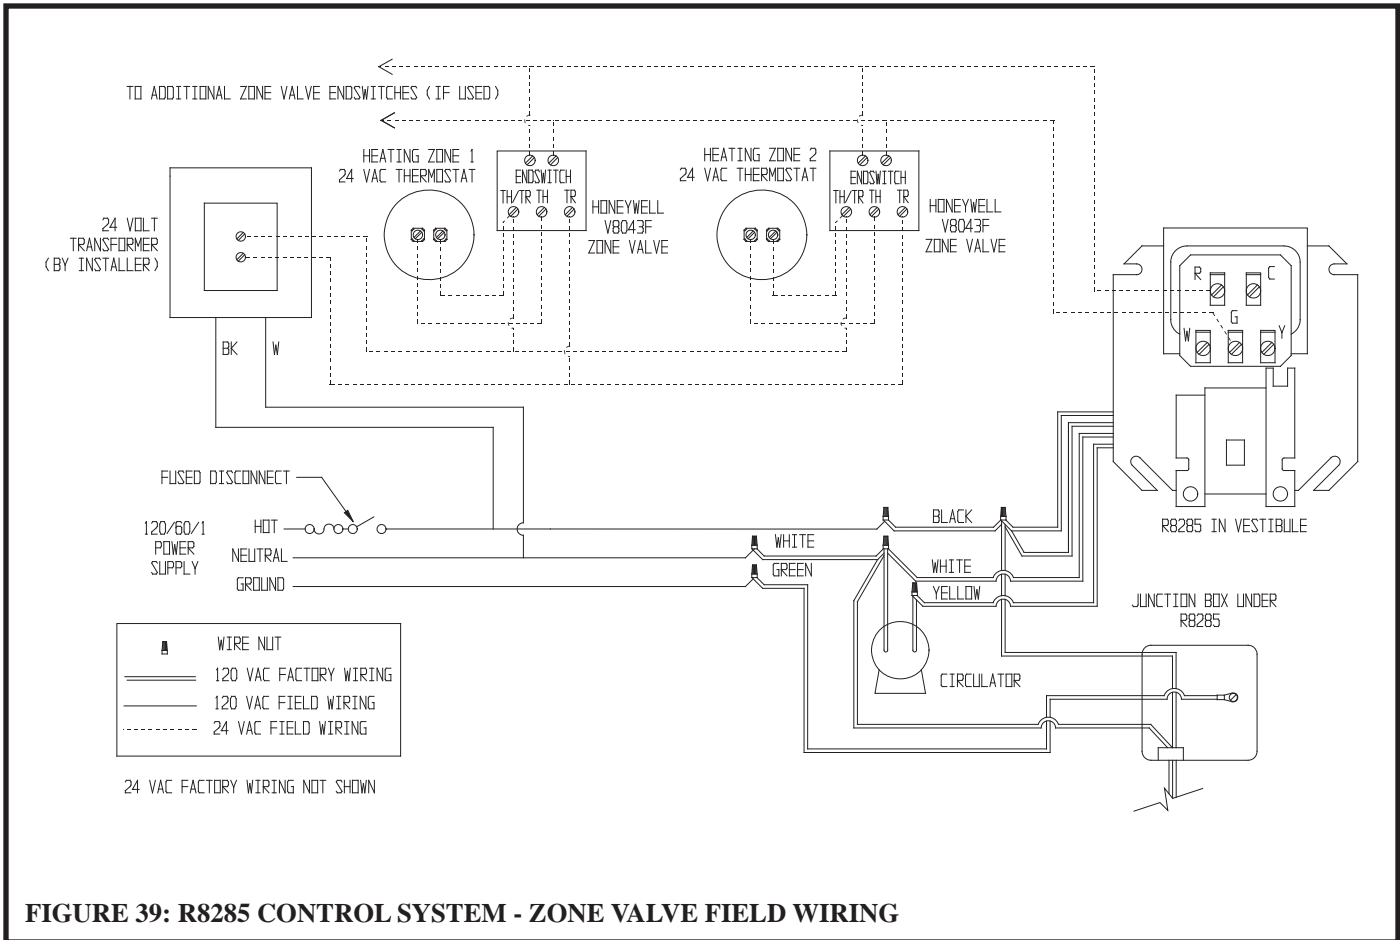 TO ADDITIONAL ZONE VALVE ENDSWITCHES (IF USED)
HEATING ZONE 1
24 VAC THERMOSTAT
ENDSWITCH
TH/TR TH TR
HONEYWELL
V8043F
ZONE VALVE
HEATING ZONE 2
24 VAC THERMOSTAT
ENDSWITCH
TH/TR TH TR
HONEYWELL
V8043F
ZONE VALVE
24 VOLT
TRANSFORMER
(BY INSTALLER)
BK
W
R
C
G
W
Y
R8285 IN VESTIBULE
FUSED DISCONNECT
120/60/1
POWER
SUPPLY
HOT
NEUTRAL
GROUND
BLACK
WHITE
GREEN
WHITE
YELLOW
CIRCULATOR
JUNCTION BOX UNDER
R8285
WIRE NUT
120 VAC FACTORY WIRING
120 VAC FIELD WIRING
24 VAC FIELD WIRING
24 VAC FACTORY WIRING NOT SHOWN
FIGURE 39: R8285 CONTROL SYSTEM - ZONE VALVE FIELD WIRING